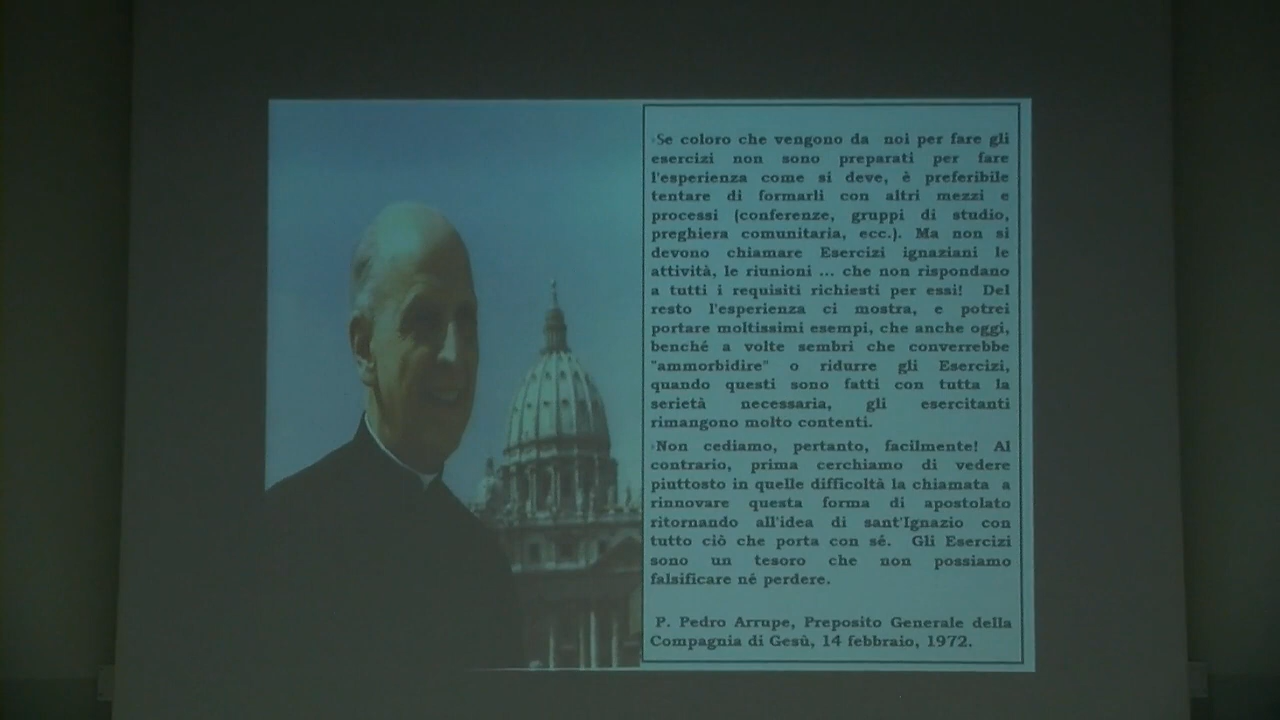 Se coloro che vengono da noi per fare gli
esercizi non sono preparati per fare
l'esperienza come si deve, è preferibile
tentare di formarli con altri mezzi e
processi (conferenze, gruppi di studio,
preghiera comunitaria, ecc.). Ma non si
devono chiamare Esercizi ignaziani le
attività, le riunioni ... che non rispondano
a tutti i requisiti richiesti per essi! Del
resto l'esperienza ci mostra, e potrei
portare moltissimi esempi, che anche oggi,
benché a volte sembri che converrebbe
"ammorbidire" o ridurre gli Esercizi,
quando questi sono fatti con tutta la
serietà necessaria, gli esercitanti
rimangono molto contenti.
Non cediamo, pertanto, facilmente! Al
contrario, prima cerchiamo di vedere
piuttosto in quelle difficoltà la chiamata a
rinnovare questa forma di apostolato
ritornando all'idea di sant'Ignazio con
tutto ciò che porta con sé. Gli Esercizi
sono un tesoro che non possiamo
falsificare né perdere.
P. Pedro Arrupe, Preposito Generale della
Compagnia di Gesù, 14 febbraio, 1972.